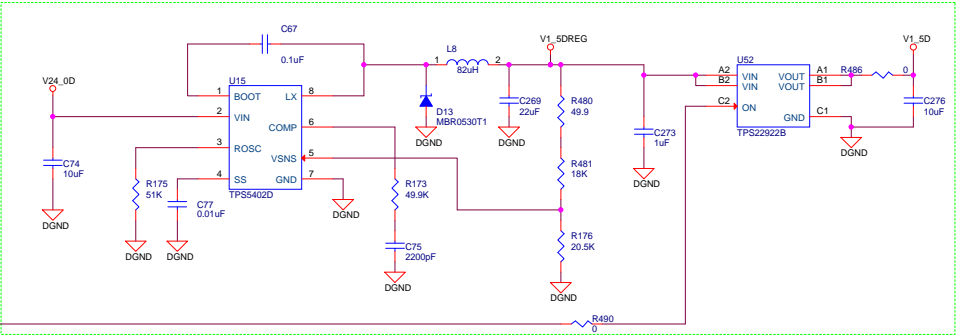 C67
0.1uF
V24_0D
U15
1
BOOT
LX
8
2
VIN
COMP
6
3
ROSC
VSNS
5
4
SS
GND
7
TPS5402D
C74
10uF
DGND
R175
51K
DGND
C77
0.01uF
DGND
DGND
R173
49.9K
C75
2200pF
DGND
L8
1
2
82uH
D13
MBR0530T1
DGND
C269
22uF
DGND
V1_5DREG
R480
49.9
R481
18K
R176
20.5K
DGND
C273
1uF
DGND
U52
A2
VIN
VOUT
A1
B2
VIN
VOUT
B1
C2
ON
GND
C1
TPS22922B
R486
0
V1_5D
C276
10uF
DGND
R490
0